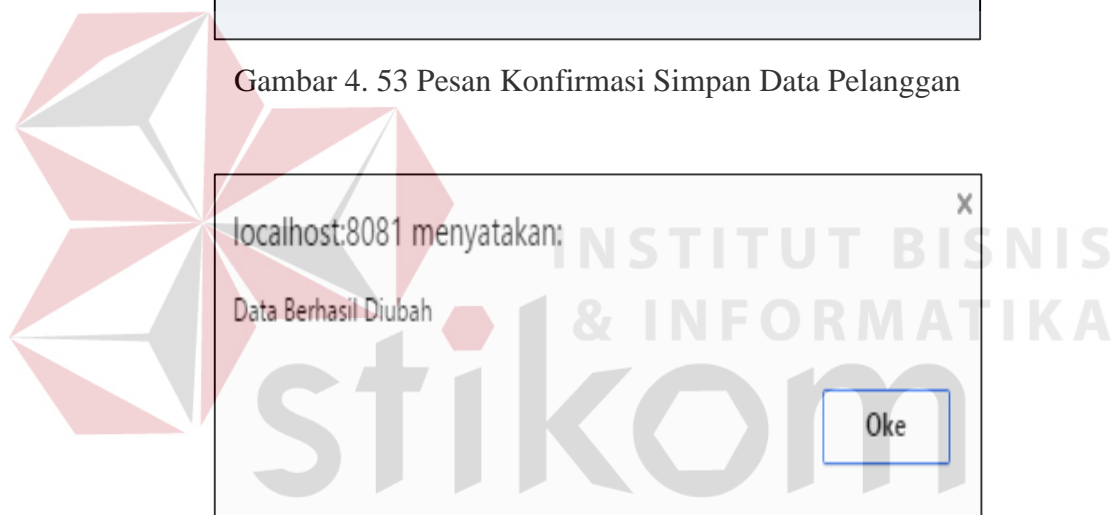 Gambar 4. 53 Pesan Konfirmasi Simpan Data Pelanggan
localhost:8081 menyatakan:
x
INSTITUT BISNIS
Data Berhasil Diubah
& INFORMATIKA
stikom
Oke